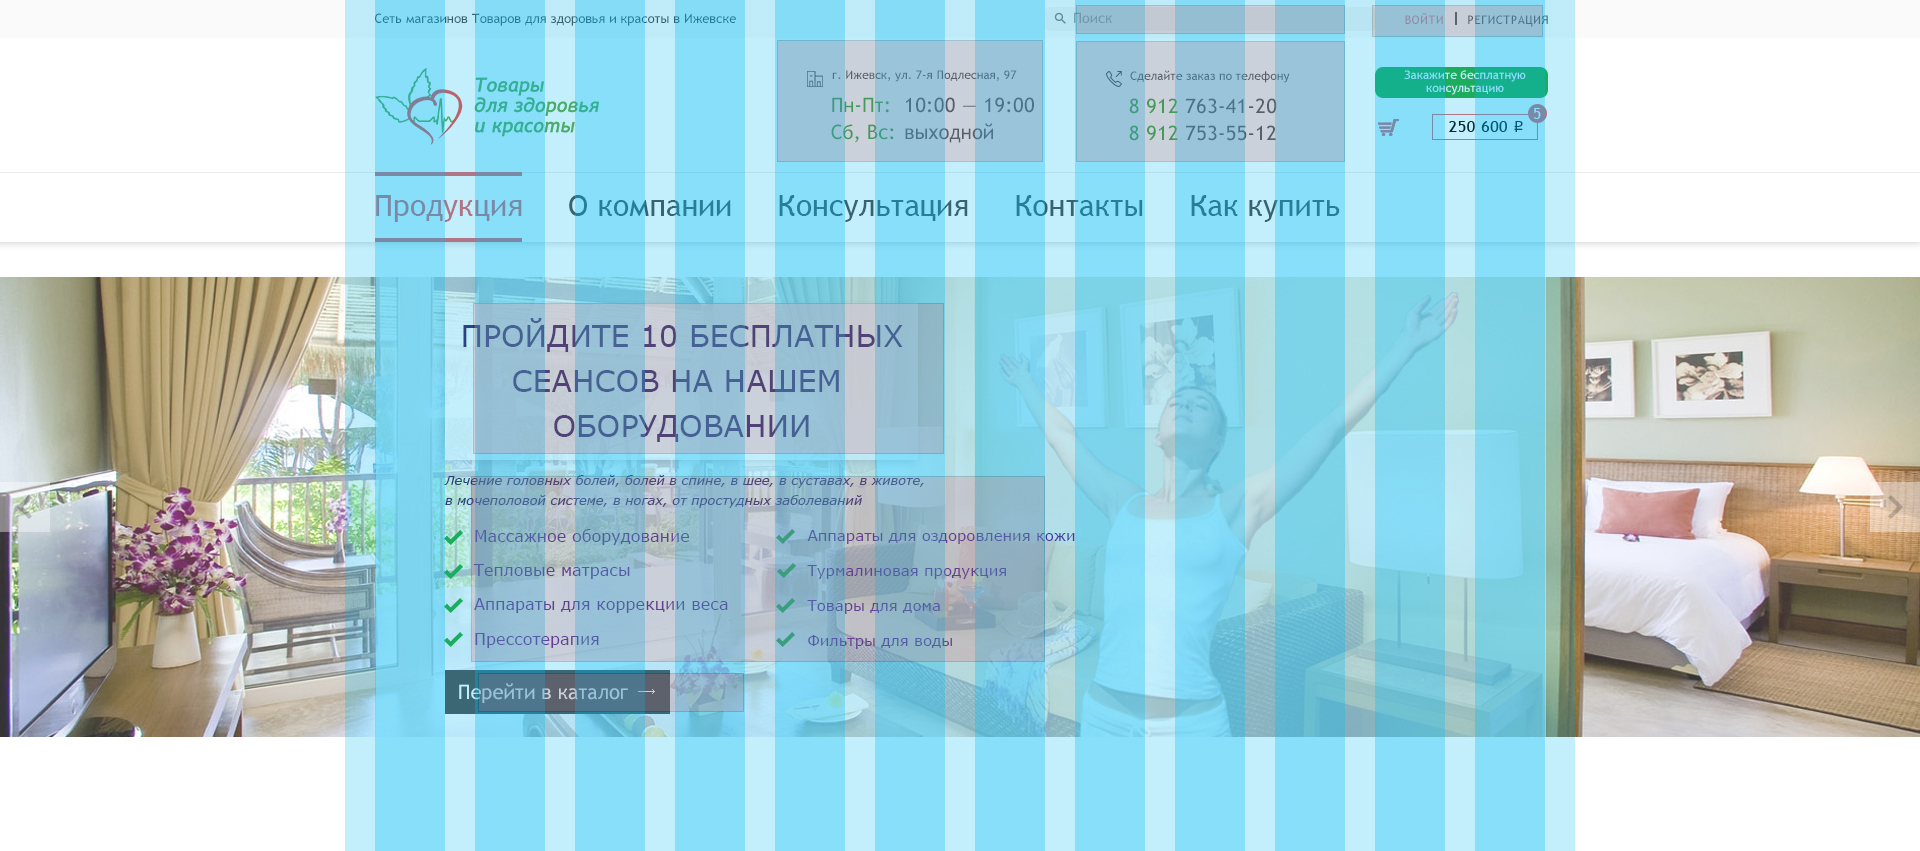 Сеть магазинов Товаров для здоровья и красоты в Ижевске
Поиск
ВОЙТИ | РЕГИСТРАЦИЯ
Товары
для здоровья
и красоты
г. Ижевск, ул. 7-я Подлесная, 97
Пн-Пт: 10:00 — 19:00
Сб, Вс: выходной
Сделайте заказ по телефону
8 912 763-41-20
8 912 753-55-12
Закажите бесплатную
консультацию
5
250 600 ₽
Продукция
О компании
Консультация
Контакты
Как купить
ПРОЙДИТЕ 10 БЕСПЛАТНЫХ
СЕАНСОВ НА НАШЕМ
ОБОРУДОВАНИИ
Лечение головных болей, болей в спине, в шее, в суставах, в животе,
в мочеполовой системе, в ногах, от простудных заболеваний
Массажное оборудование
Тепловые матрасы
Аппараты для коррекции веса
Прессотерапия
Аппараты для оздоровления кожи
Турмалиновая продукция
Товары для дома
Фильтры для воды
Перейти в каталог →